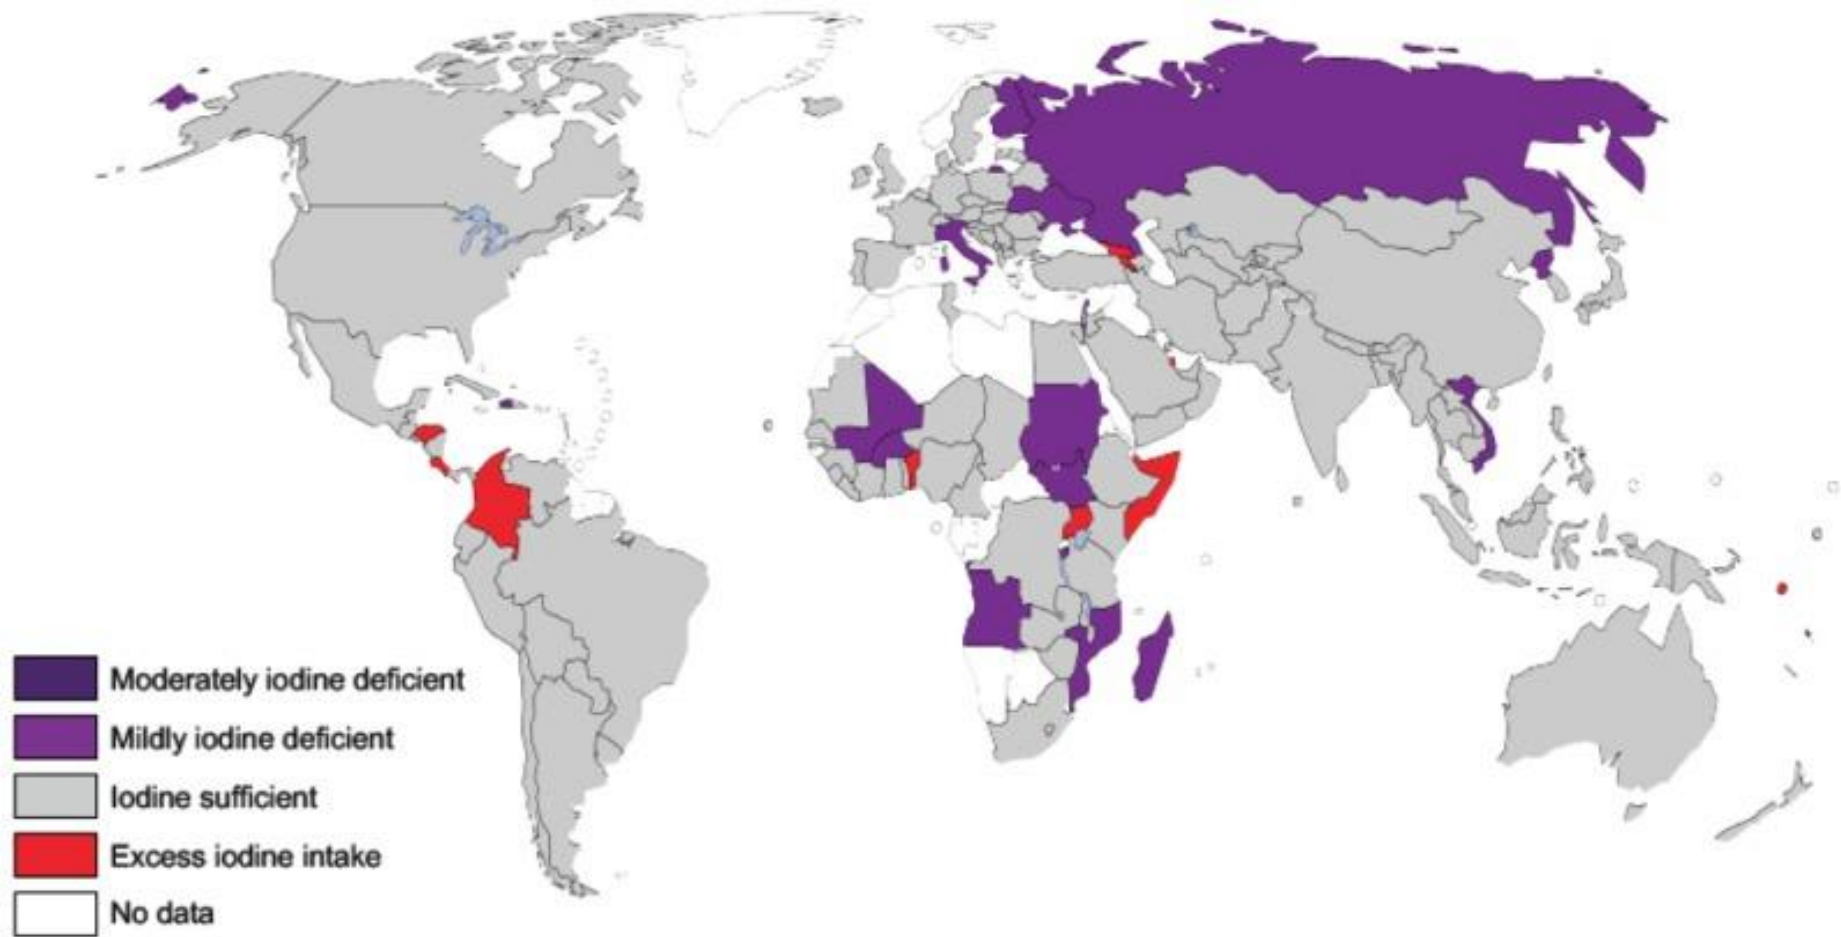 Moderately iodine deficient
Mildly iodine deficient
Iodine sufficient
Excess iodine intake
No data